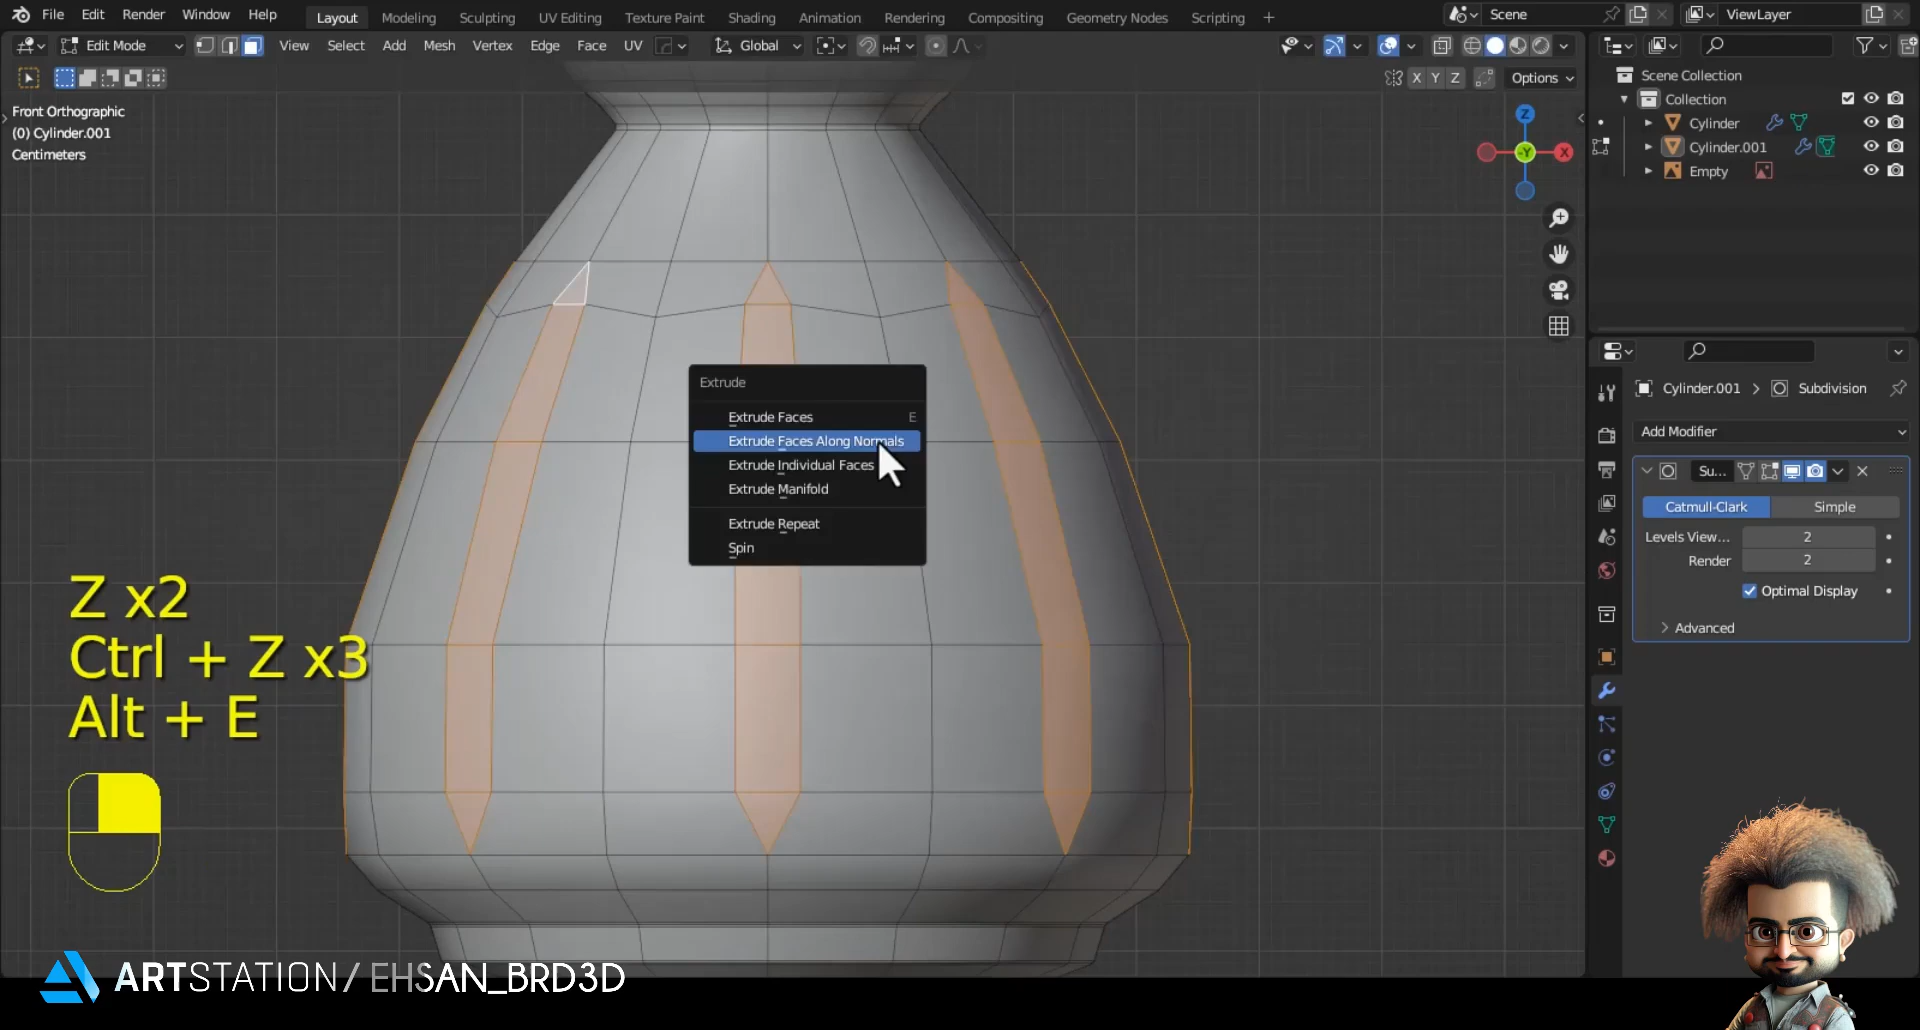 File Edit Render Window Help Layout Modeling Sculpting UV Editing Texture Paint Shading Animation Rendering Compositing Geometry Nodes Scripting + Scene ViewLayer
Edit Mode View Select Add Mesh Vertex Edge Face UV Global
X Y Z Options
Front Orthographic
(0) Cylinder.001
Centimeters
Scene Collection
Collection
Cylinder
Cylinder.001
Empty
Z
X
-Y
Extrude
Extrude Faces E
Extrude Faces Along Normals
Extrude Individual Faces
Extrude Manifold
Extrude Repeat
Spin
Cylinder.001 > Subdivision
Add Modifier
Su...
Catmull-Clark Simple
Levels View... 2
Render 2
Optimal Display
Advanced
Z x2
Ctrl + Z x3
Alt + E
ARTSTATION/EHSAN_BRD3D